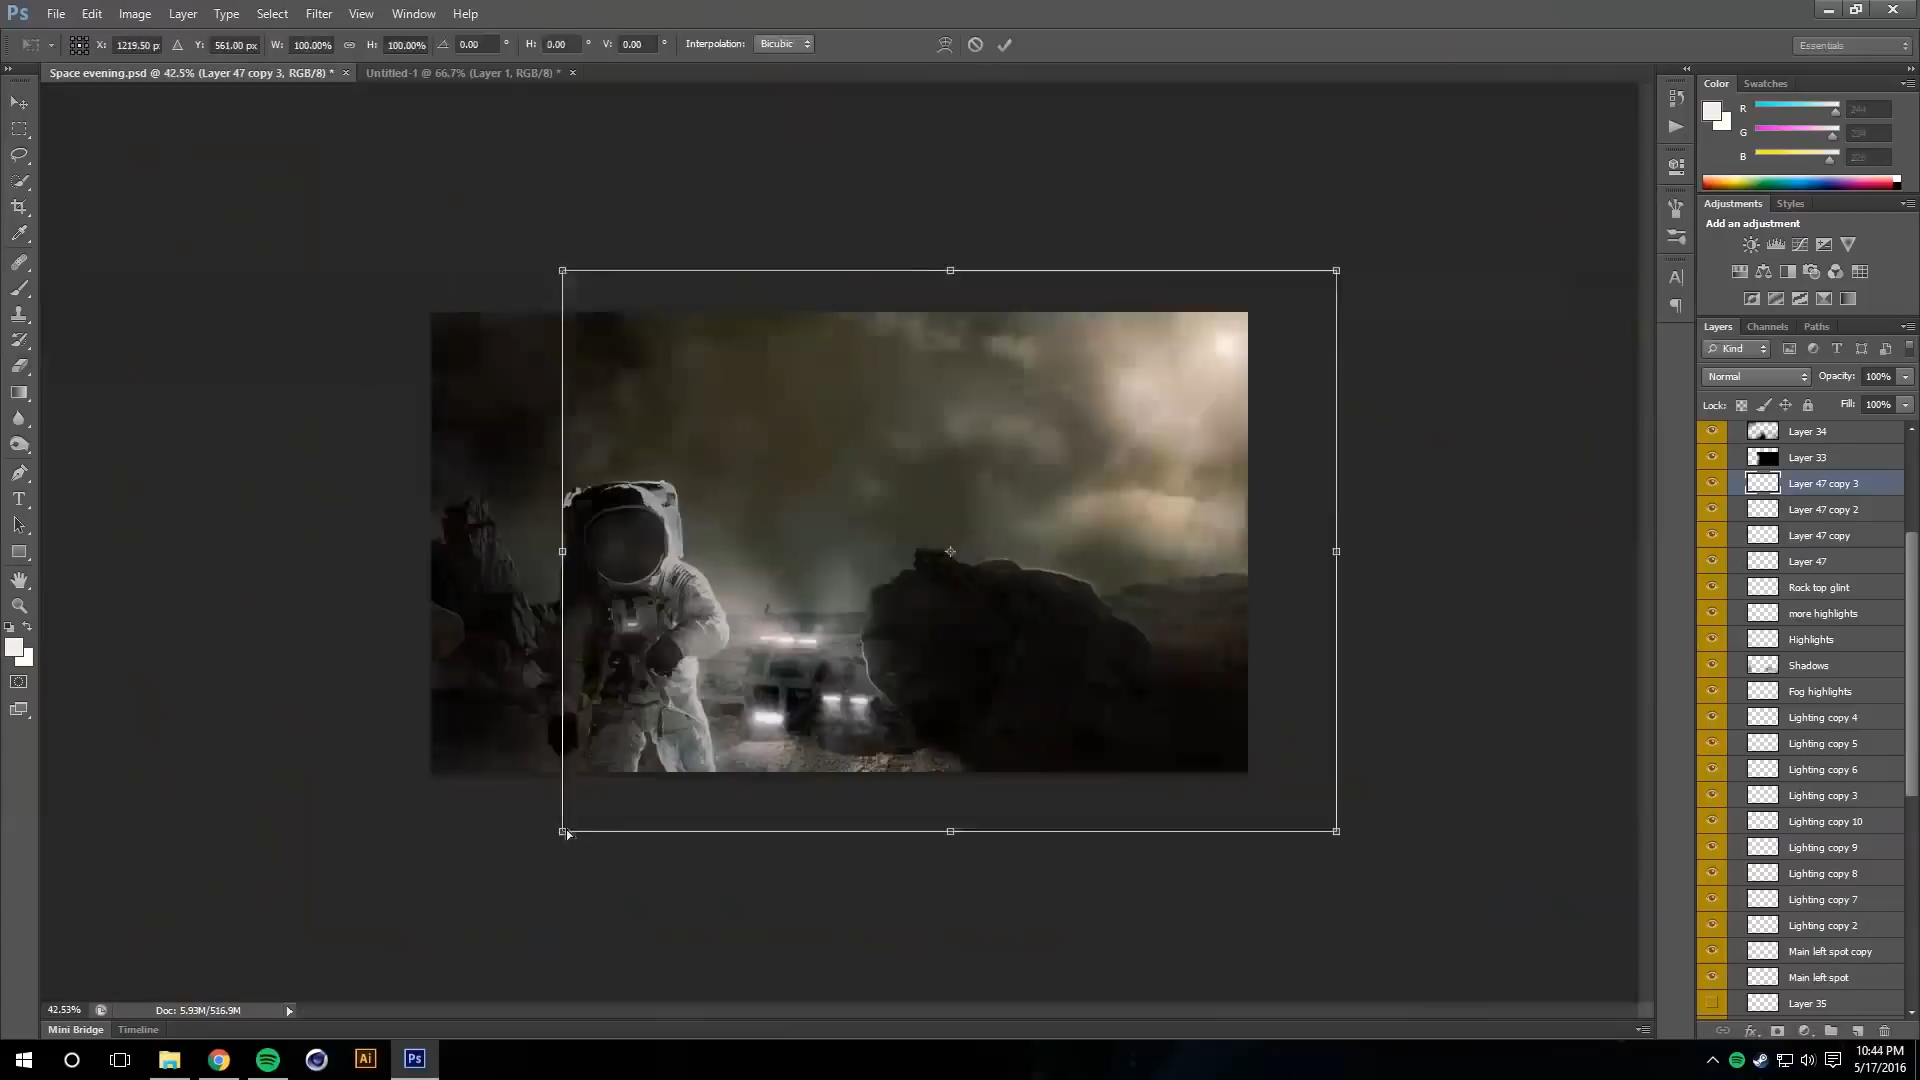 Ps File Edit Image Layer Type Select Filter View Window Help
X: 1219.50 p Y: 561.00 px W: 100.00% H: 100.00% 0.00 ° H: 0.00 ° V: 0.00 ° Interpolation: Bicubic Essentials
Space evening.psd @ 42.5% (Layer 47 copy 3, RGB/8) * × Untitled-1 @ 66.7% (Layer 1, RGB/8) * ×
Color Swatches
R 244
G
B
Adjustments Styles
Add an adjustment
Layers Channels Paths
Kind T
Normal Opacity: 100%
Lock: Fill: 100%
Layer 34
Layer 33
Layer 47 copy 3
Layer 47 copy 2
Layer 47 copy
Layer 47
Rock top glint
more highlights
Highlights
Shadows
Fog highlights
Lighting copy 4
Lighting copy 5
Lighting copy 6
Lighting copy 3
Lighting copy 10
Lighting copy 9
Lighting copy 8
Lighting copy 7
Lighting copy 2
Main left spot copy
Main left spot
Layer 35
42.53% Doc: 5.93M/516.9M
Mini Bridge Timeline
Ai Ps
10:44 PM
5/17/2016